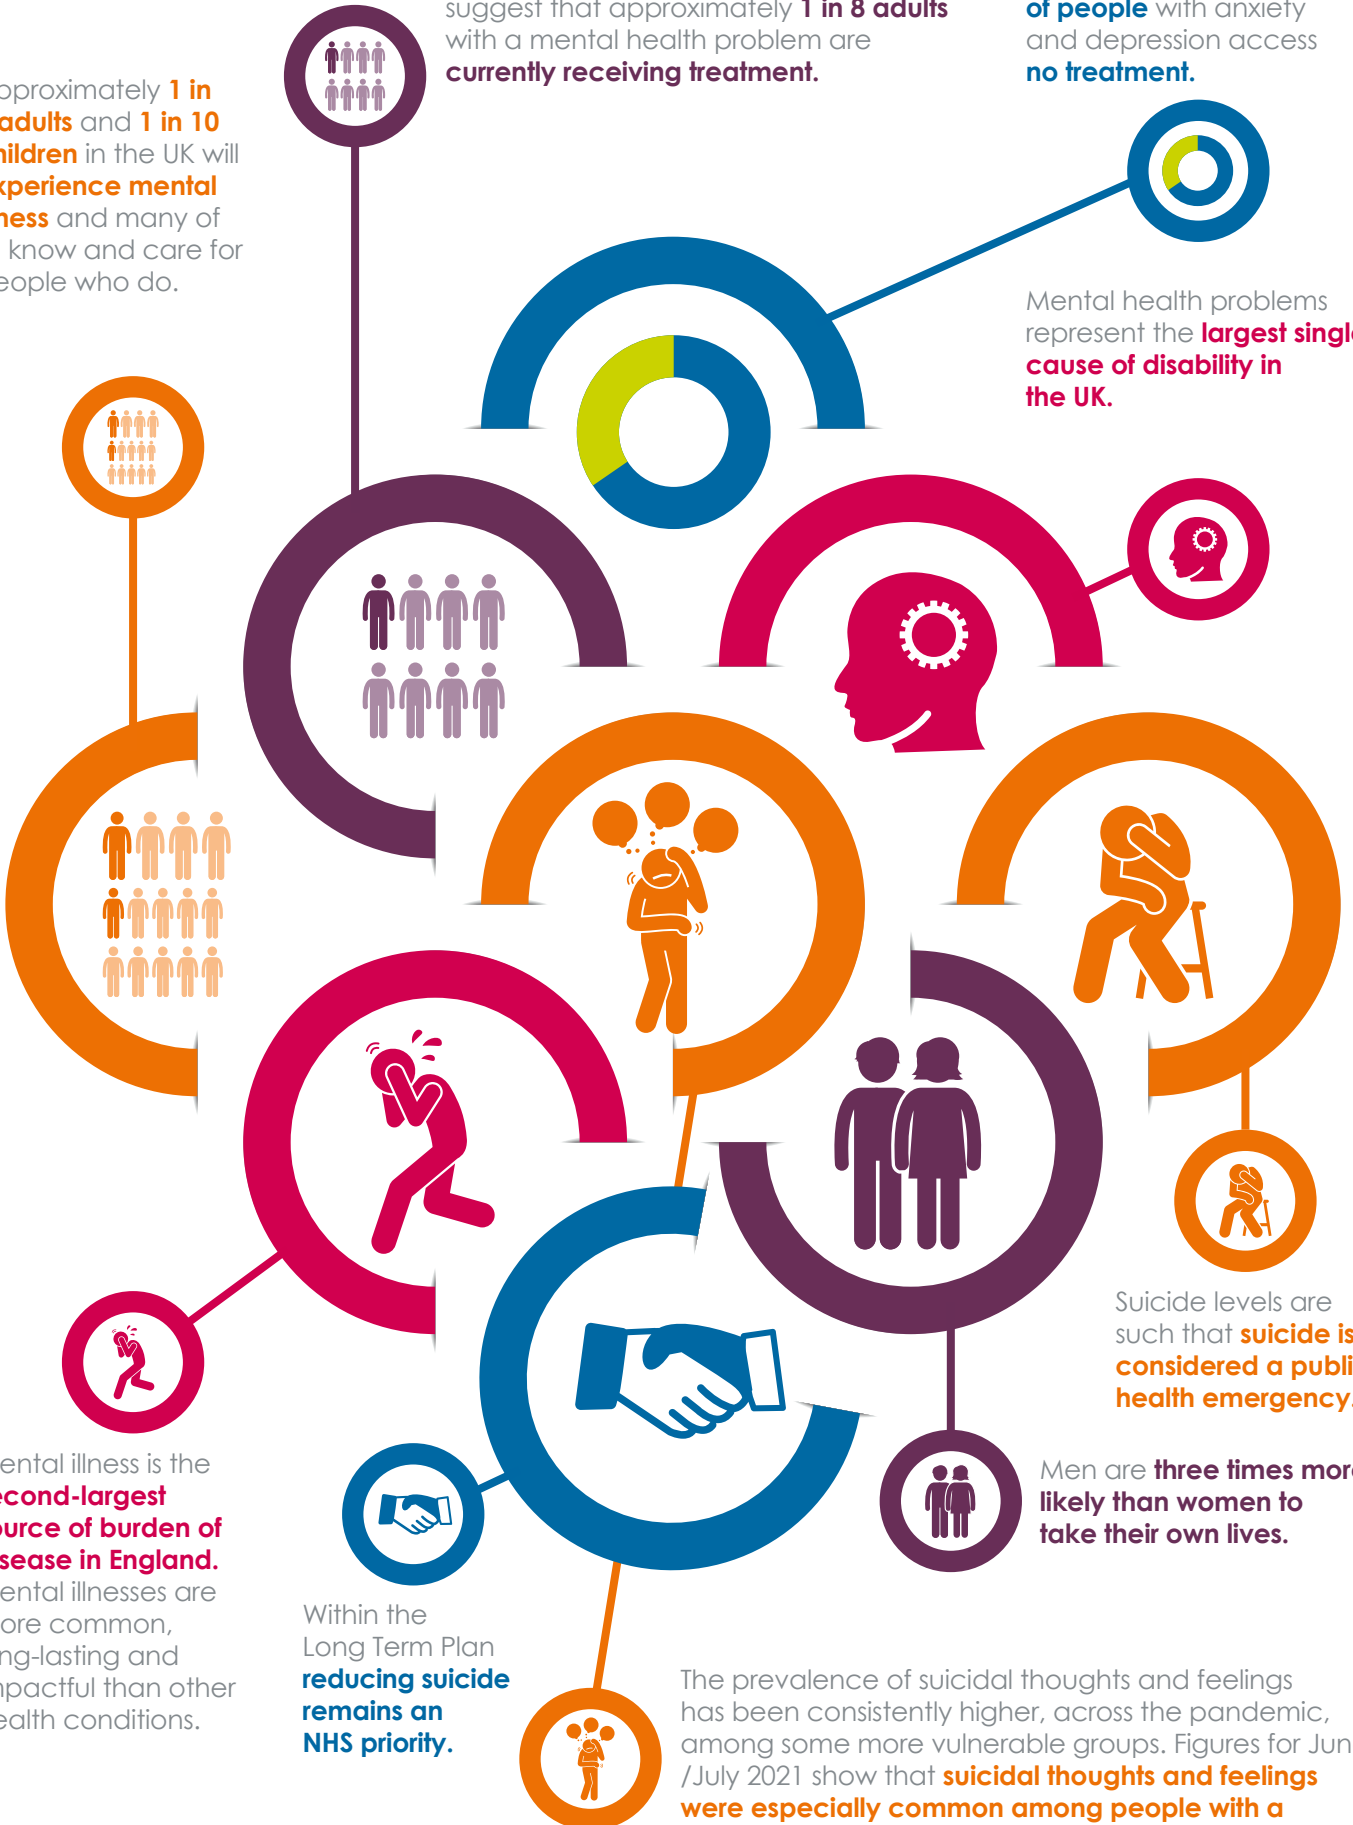 suggest that approximately 1 in 8 adults
with a mental health problem are
currently receiving treatment.
of people with anxiety
and depression access
no treatment.
pproximately 1 in
adults and 1 in 10
hildren in the UK will
xperience mental
ness and many of
know and care for
eople who do.
Mental health problems
represent the largest single
cause of disability in
the UK.
Suicide levels are
such that suicide is
considered a publi
health emergency.
Men are three times more
likely than women to
take their own lives.
ental illness is the
econd-largest
ource of burden of
sease in England.
ental illnesses are
ore common,
ng-lasting and
mpactful than other
ealth conditions.
Within the
Long Term Plan
reducing suicide
remains an
NHS priority.
The prevalence of suicidal thoughts and feelings
has been consistently higher, across the pandemic,
among some more vulnerable groups. Figures for Jun
/July 2021 show that suicidal thoughts and feelings
were especially common among people with a